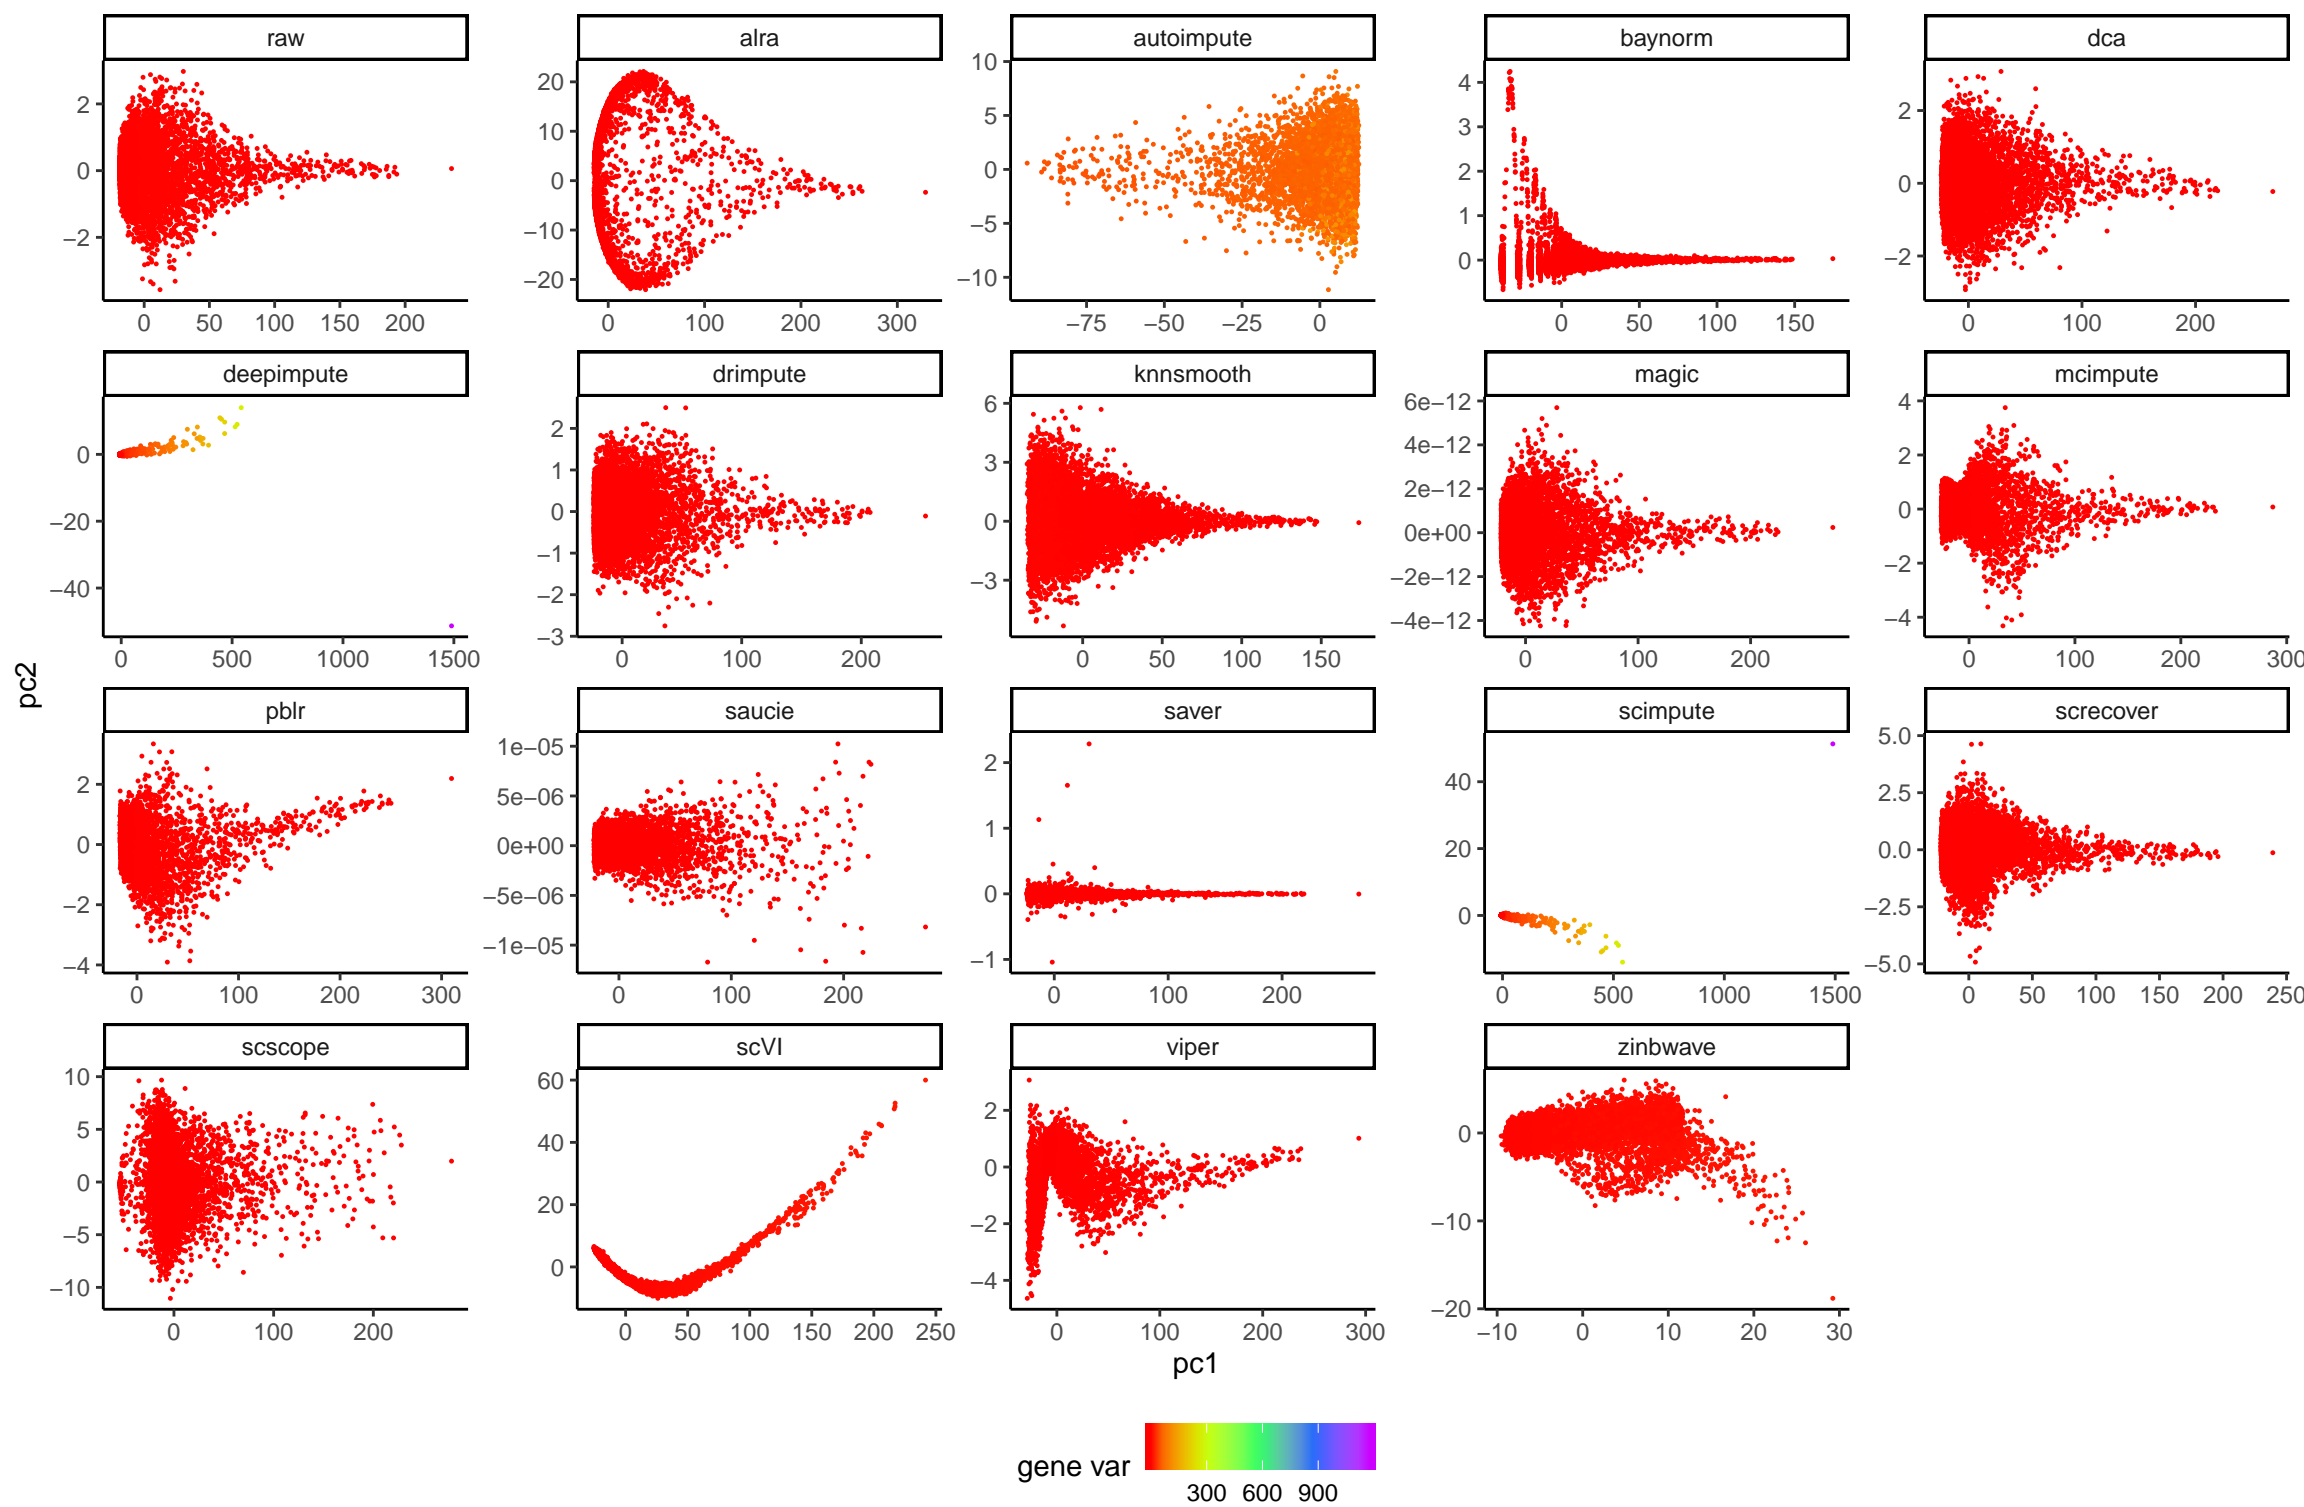 raw alra autoimpute baynorm dca
2
0
−2
0 50 100 150 200
20
10
0
−10
−20
0 100 200 300
10
5
0
−5
−10
−75 −50 −25 0
4
3
2
1
0
0 50 100 150
2
0
−2
0 100 200
deepimpute drimpute knnsmooth magic mcimpute
0
−20
−40
0 500 1000 1500
2
1
0
−1
−2
−3
0 100 200
6
3
0
−3
0 50 100 150
6e−12
4e−12
2e−12
0e+00
−2e−12
−4e−12
0 100 200
4
2
0
−2
−4
0 100 200 300
pc2
pblr saucie saver scimpute screcover
2
0
−2
−4
0 100 200 300
1e−05
5e−06
0e+00
−5e−06
−1e−05
0 100 200
2
1
0
−1
0 100 200
40
20
0
0 500 1000 1500
5.0
2.5
0.0
−2.5
−5.0
0 50 100 150 200 250
scscope scVI viper zinbwave
10
5
0
−5
−10
0 100 200
60
40
20
0
0 50 100 150 200 250
2
0
−2
−4
0 100 200 300
0
−10
−20
−10 0 10 20 30
pc1
gene var
300 600 900